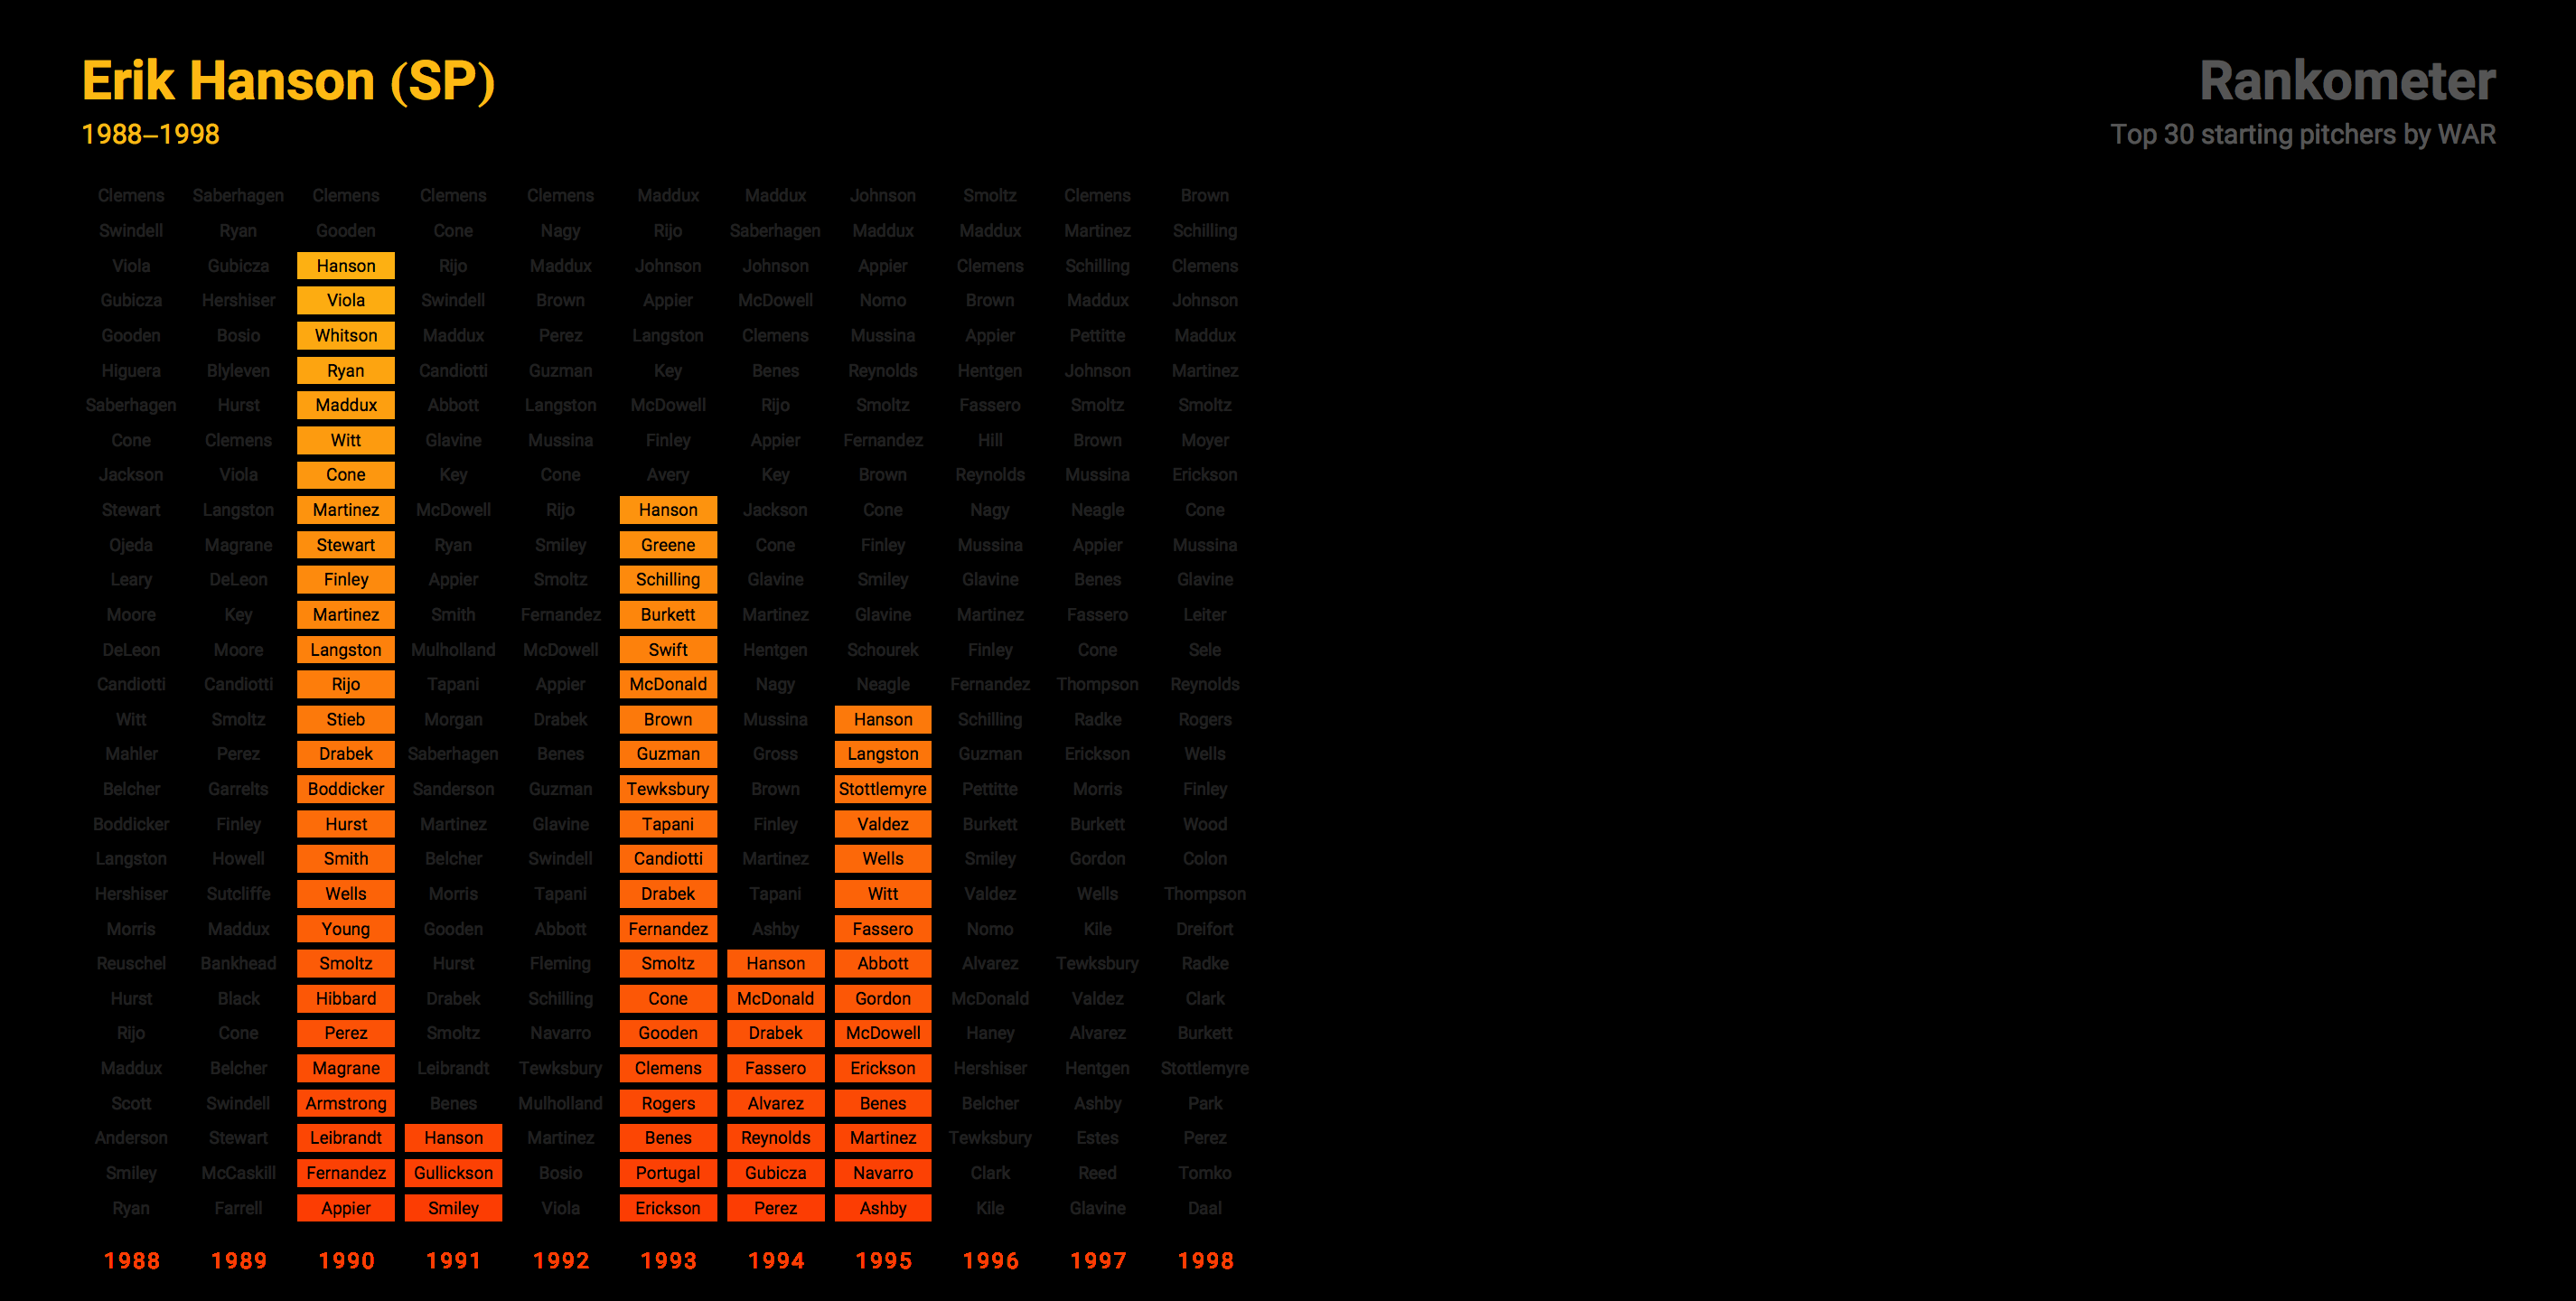 Erik Hanson (SP)
1988–1998
Rankometer
Top 30 starting pitchers by WAR
Clemens Saberhagen Clemens Clemens Clemens Maddux Maddux Johnson Smoltz Clemens Brown
Swindell Ryan Gooden Cone Nagy Rijo Saberhagen Maddux Maddux Martinez Schilling
Viola Gubicza Hanson Rijo Maddux Johnson Johnson Appier Clemens Schilling Clemens
Gubicza Hershiser Viola Swindell Brown Appier McDowell Nomo Brown Maddux Johnson
Gooden Bosio Whitson Maddux Perez Langston Clemens Mussina Appier Pettitte Maddux
Higuera Blyleven Ryan Candiotti Guzman Key Benes Reynolds Hentgen Johnson Martinez
Saberhagen Hurst Maddux Abbott Langston McDowell Rijo Smoltz Fassero Smoltz Smoltz
Cone Clemens Witt Glavine Mussina Finley Appier Fernandez Hill Brown Moyer
Jackson Viola Cone Key Cone Avery Key Brown Reynolds Mussina Erickson
Stewart Langston Martinez McDowell Rijo Hanson Jackson Cone Nagy Neagle Cone
Ojeda Magrane Stewart Ryan Smiley Greene Cone Finley Mussina Appier Mussina
Leary DeLeon Finley Appier Smoltz Schilling Glavine Smiley Glavine Benes Glavine
Moore Key Martinez Smith Fernandez Burkett Martinez Glavine Martinez Fassero Leiter
DeLeon Moore Langston Mulholland McDowell Swift Hentgen Schourek Finley Cone Sele
Candiotti Candiotti Rijo Tapani Appier McDonald Nagy Neagle Fernandez Thompson Reynolds
Witt Smoltz Stieb Morgan Drabek Brown Mussina Hanson Schilling Radke Rogers
Mahler Perez Drabek Saberhagen Benes Guzman Gross Langston Guzman Erickson Wells
Belcher Garrelts Boddicker Sanderson Guzman Tewksbury Brown Stottlemyre Pettitte Morris Finley
Boddicker Finley Hurst Martinez Glavine Tapani Finley Valdez Burkett Burkett Wood
Langston Howell Smith Belcher Swindell Candiotti Martinez Wells Smiley Gordon Colon
Hershiser Sutcliffe Wells Morris Tapani Drabek Tapani Witt Valdez Wells Thompson
Morris Maddux Young Gooden Abbott Fernandez Ashby Fassero Nomo Kile Dreifort
Reuschel Bankhead Smoltz Hurst Fleming Smoltz Hanson Abbott Alvarez Tewksbury Radke
Hurst Black Hibbard Drabek Schilling Cone McDonald Gordon McDonald Valdez Clark
Rijo Cone Perez Smoltz Navarro Gooden Drabek McDowell Haney Alvarez Burkett
Maddux Belcher Magrane Leibrandt Tewksbury Clemens Fassero Erickson Hershiser Hentgen Stottlemyre
Scott Swindell Armstrong Benes Mulholland Rogers Alvarez Benes Belcher Ashby Park
Anderson Stewart Leibrandt Hanson Martinez Benes Reynolds Martinez Tewksbury Estes Perez
Smiley McCaskill Fernandez Gullickson Bosio Portugal Gubicza Navarro Clark Reed Tomko
Ryan Farrell Appier Smiley Viola Erickson Perez Ashby Kile Glavine Daal
1988 1989 1990 1991 1992 1993 1994 1995 1996 1997 1998